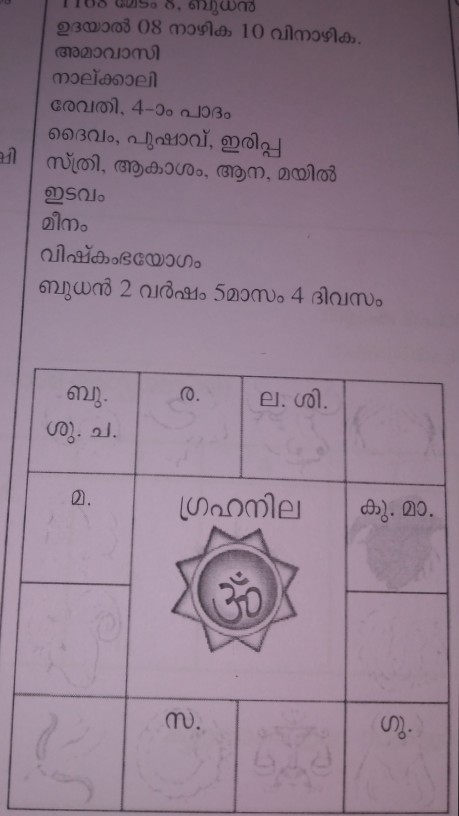 1168 മേടം 8, ബുധൻ
ഉദയാൽ 08 നാഴിക 10 വിനാഴിക.
അമാവാസി
നാല്ക്കാലി
രേവതി, 4-ാം പാദം
ദൈവം, പുഷാവ്, ഇരിപ്പ
സ്ത്രി, ആകാശം, ആന, മയിൽ
ഇടവം
മീനം
വിഷ്കംഭയോഗം
ബുധൻ 2 വർഷം 5മാസം 4 ദിവസം
ബു. ര. ല. ശി.
ശു. ച.
മ. ഗ്രഹനില കു. മാ.
ॐ
സ. ഗു.